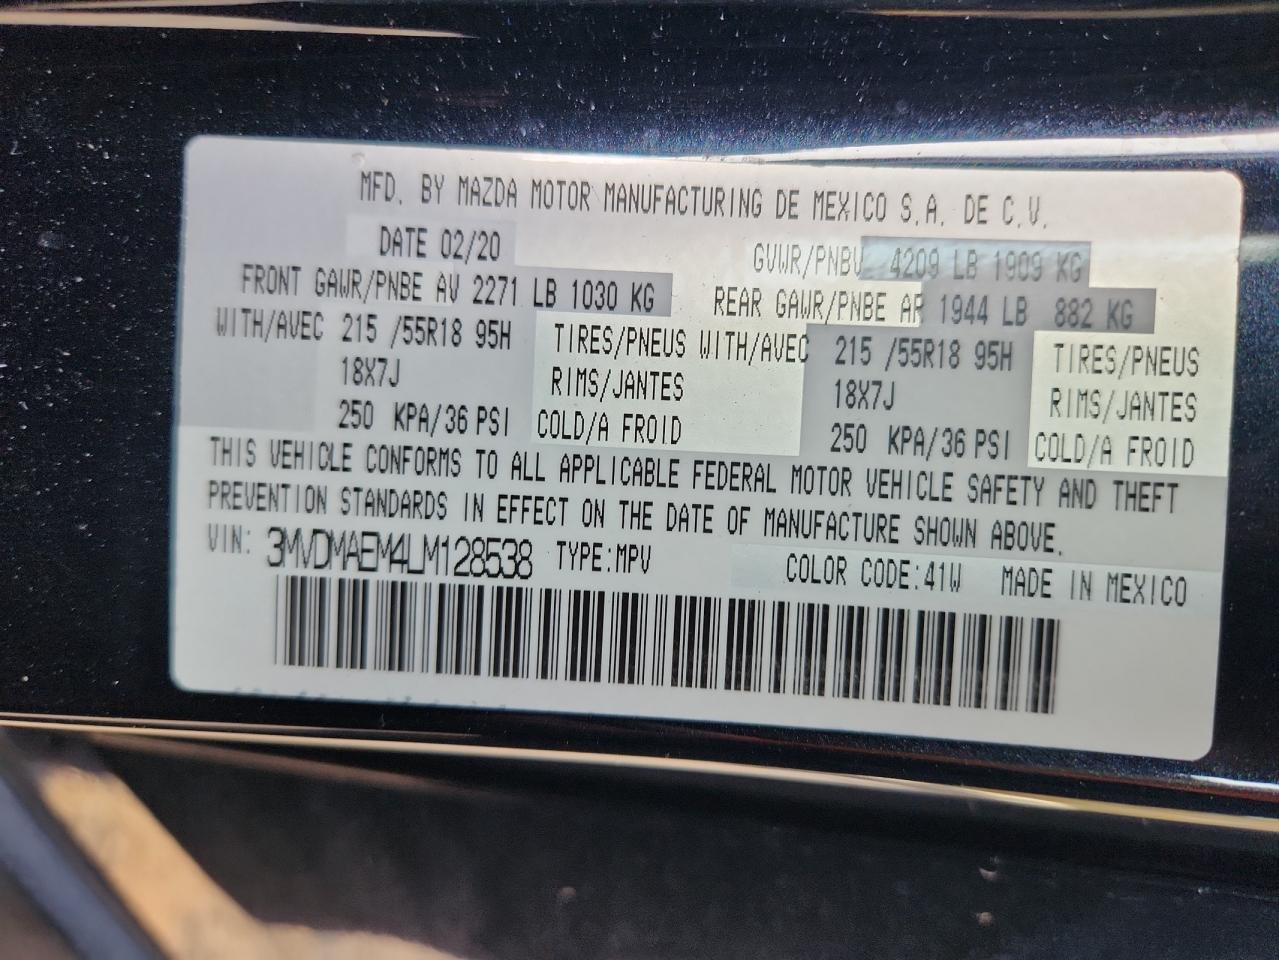 MFD. BY MAZDA MOTOR MANUFACTURING DE MEXICO S.A. DE C.V.
DATE 02/20 GVWR/PNBV 4209 LB 1909 KG
FRONT GAWR/PNBE AV 2271 LB 1030 KG REAR GAWR/PNBE AR 1944 LB 882 KG
WITH/AVEC 215 /55R18 95H TIRES/PNEUS WITH/AVEC 215 /55R18 95H TIRES/PNEUS
18X7J RIMS/JANTES 18X7J RIMS/JANTES
250 KPA/36 PSI COLD/A FROID 250 KPA/36 PSI COLD/A FROID
THIS VEHICLE CONFORMS TO ALL APPLICABLE FEDERAL MOTOR VEHICLE SAFETY AND THEFT
PREVENTION STANDARDS IN EFFECT ON THE DATE OF MANUFACTURE SHOWN ABOVE.
VIN: 3MVDMAEM4LM128538 TYPE:MPV COLOR CODE:41W MADE IN MEXICO